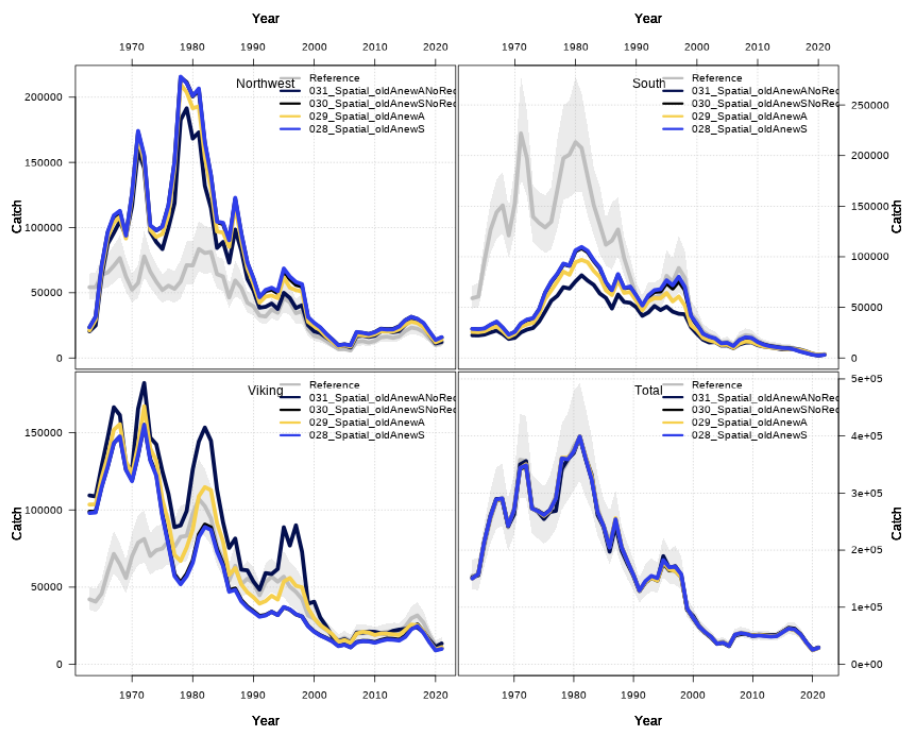 Year Year
1970 1980 1990 2000 2010 2021 1970 1980 1990 2000 2010 2021
Northwest
Reference
031_Spatial_oldAnewANoRec
030_Spatial_oldAnewSNoRec
029_Spatial_oldAnewA
028_Spatial_oldAnewS
Catch
200000
150000
100000
50000
0
South
Reference
031_Spatial_oldAnewANoRec
030_Spatial_oldAnewSNoRec
029_Spatial_oldAnewA
028_Spatial_oldAnewS
250000
200000
150000
100000
50000
0
Catch
Viking
Reference
031_Spatial_oldAnewANoRec
030_Spatial_oldAnewSNoRec
029_Spatial_oldAnewA
028_Spatial_oldAnewS
Catch
150000
100000
50000
0
Total
Reference
031_Spatial_oldAnewANoRec
030_Spatial_oldAnewSNoRec
029_Spatial_oldAnewA
028_Spatial_oldAnewS
5e+05
4e+05
3e+05
2e+05
1e+05
0e+00
Catch
1970 1980 1990 2000 2010 2021 1970 1980 1990 2000 2010 2021
Year Year